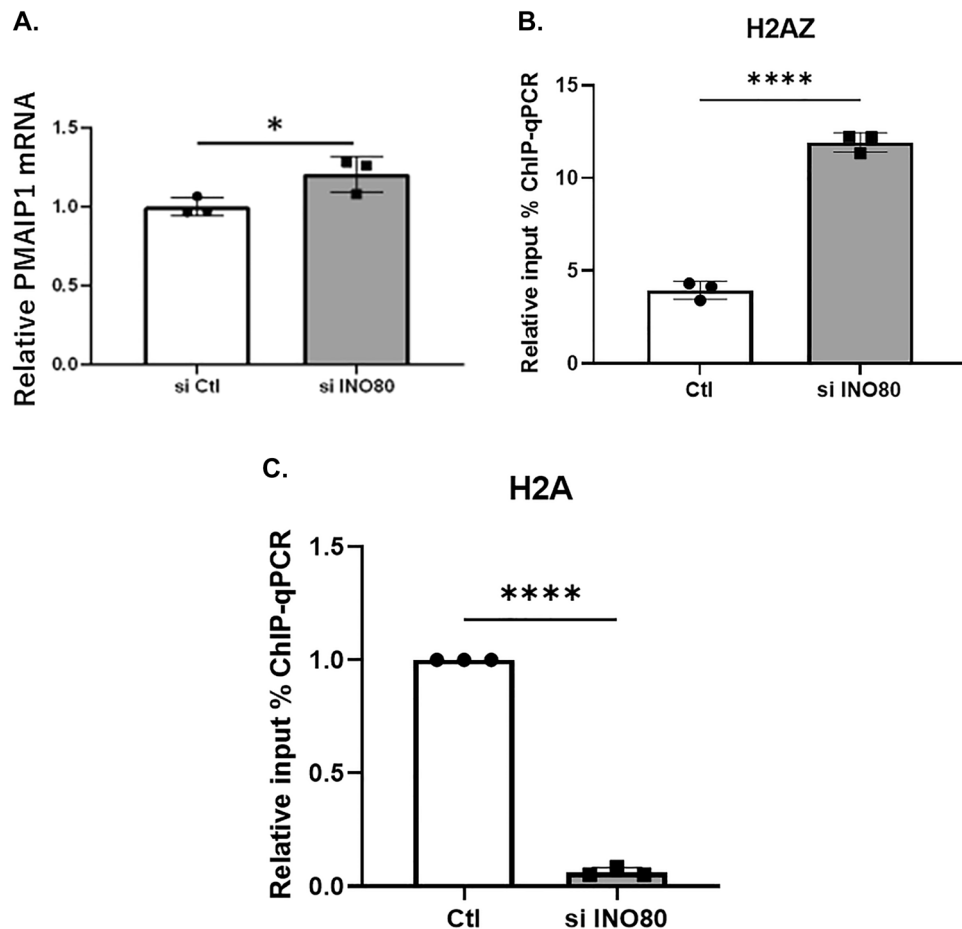 A.
Relative PMAIP1 mRNA
1.5
1.0
0.5
0.0
*
si Ctl
si INO80
B.
H2AZ
Relative input % ChIP-qPCR
15
10
5
0
****
Ctl
si INO80
C.
H2A
Relative input % ChIP-qPCR
1.5
1.0
0.5
0.0
****
Ctl
si INO80